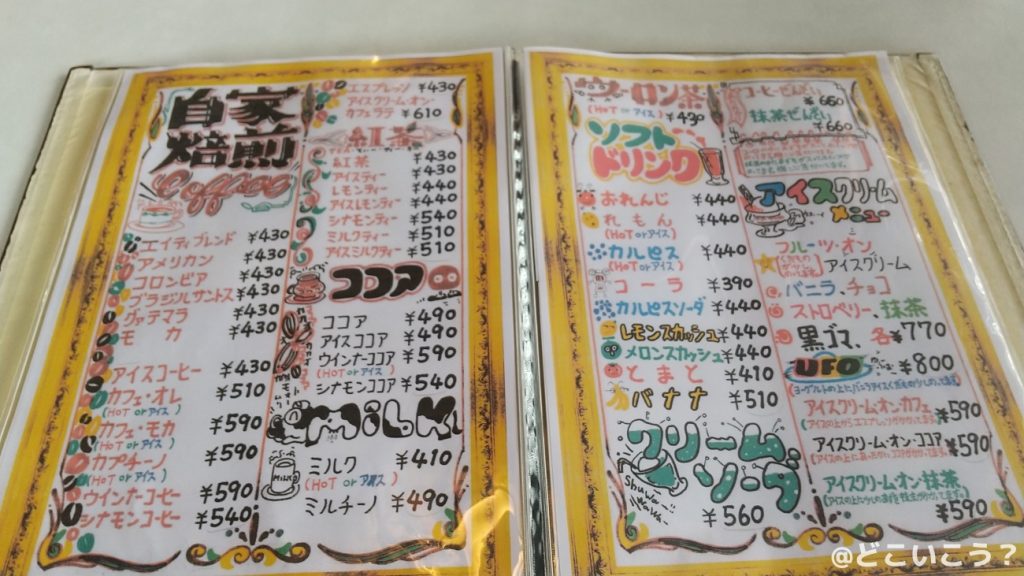 自家
焙煎
Coffee
エイティブレンド ¥430
アメリカン ¥430
コロンビア ¥430
ブラジルサントス ¥430
グァテマラ ¥430
モカ ¥430
アイスコーヒー ¥430
カフェ・オレ ¥510
(HOT or アイス)
カフェ・モカ ¥590
(HOT or アイス)
カプチーノ ¥590
(HOT or アイス)
ウインナーコーヒー ¥590
シナモンコーヒー ¥540
エスプレッソ ¥430
アイスクリーム・オン・
カフェラテ ¥610
紅茶
紅茶 ¥430
アイスティー ¥430
レモンティー ¥440
アイスレモンティー ¥440
シナモンティー ¥540
ミルクティー ¥510
アイスミルクティー ¥510
ココア
ココア ¥490
アイスココア ¥490
ウインナーココア ¥590
シナモンココア ¥540
MiLK
MILK
ミルク ¥410
(HOT or アイス)
ミルチーノ ¥490
ロン茶
(HOT or アイス) ¥430
ソフト
ドリンク
おれんじ ¥440
れもん ¥440
(HOT or アイス)
カルピス ¥440
(HOT or アイス)
コーラ ¥390
カルピスソーダ ¥440
レモンスカッシュ ¥440
メロンスカッシュ ¥440
とまと ¥410
バナナ ¥510
クリーム
ソーダ
¥560
コーヒーぜんざい
¥660
抹茶ぜんざい
¥660
アイスクリーム
メニュー
フルーツ・オン
アイスクリーム
バニラ、チョコ
ストロベリー、抹茶
黒ゴマ、各¥770
UFO ¥800
アイスクリームオンカフェ
¥590
アイスクリーム・オン・ココア
¥590
アイスクリーム・オン抹茶
¥590
@どこいこう？